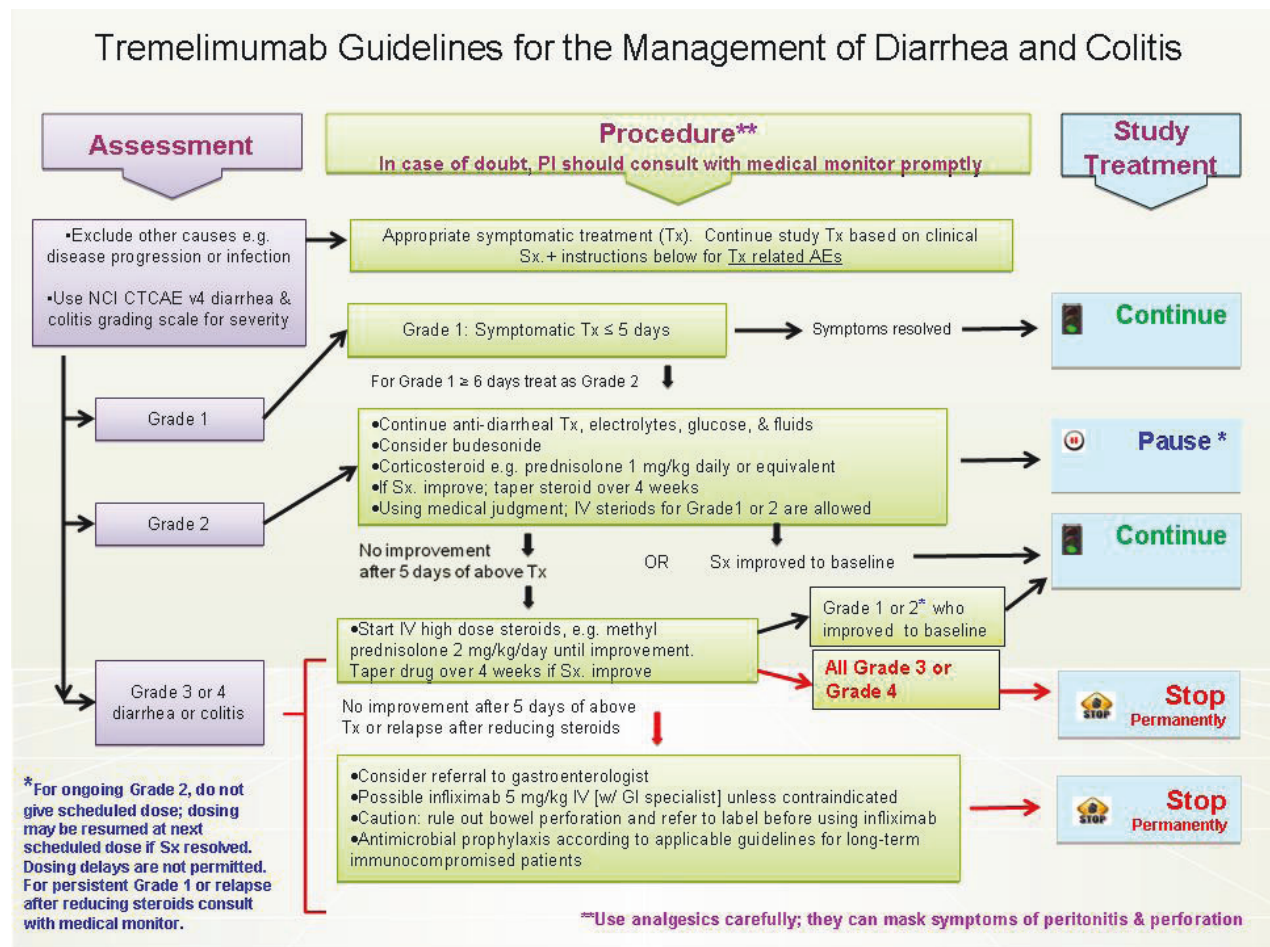 Tremelimumab Guidelines for the Management of Diarrhea and Colitis
Assessment
Procedure**
In case of doubt, PI should consult with medical monitor promptly
Study
Treatment
▪Exclude other causes e.g.
disease progression or infection
▪Use NCI CTCAE v4 diarrhea &
colitis grading scale for severity
Appropriate symptomatic treatment (Tx). Continue study Tx based on clinical
Sx.+ instructions below for Tx related AEs
Grade 1: Symptomatic Tx ≤ 5 days
Symptoms resolved
Continue
For Grade 1 ≥ 6 days treat as Grade 2
Grade 1
●Continue anti-diarrheal Tx, electrolytes, glucose, & fluids
●Consider budesonide
●Corticosteroid e.g. prednisolone 1 mg/kg daily or equivalent
●If Sx. improve; taper steroid over 4 weeks
●Using medical judgment; IV steriods for Grade1 or 2 are allowed
Pause *
Grade 2
No improvement
after 5 days of above Tx
OR
Sx improved to baseline
Continue
●Start IV high dose steroids, e.g. methyl
prednisolone 2 mg/kg/day until improvement.
Taper drug over 4 weeks if Sx. improve
Grade 1 or 2* who
improved to baseline
All Grade 3 or
Grade 4
STOP
Stop
Permanently
Grade 3 or 4
diarrhea or colitis
No improvement after 5 days of above
Tx or relapse after reducing steroids
●Consider referral to gastroenterologist
●Possible infliximab 5 mg/kg IV [w/ GI specialist] unless contraindicated
●Caution: rule out bowel perforation and refer to label before using infliximab
●Antimicrobial prophylaxis according to applicable guidelines for long-term
immunocompromised patients
STOP
Stop
Permanently
*For ongoing Grade 2, do not
give scheduled dose; dosing
may be resumed at next
scheduled dose if Sx resolved.
Dosing delays are not permitted.
For persistent Grade 1 or relapse
after reducing steroids consult
with medical monitor.
**Use analgesics carefully; they can mask symptoms of peritonitis & perforation